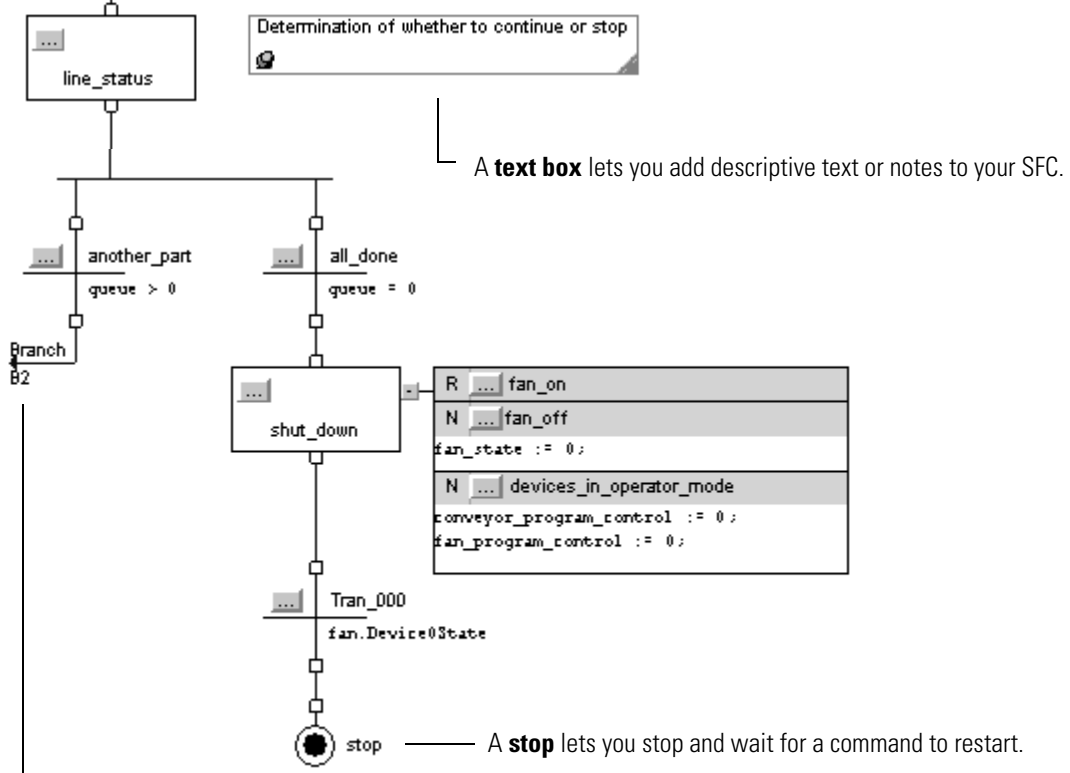 ...
Determination of whether to continue or stop
line_status
A text box lets you add descriptive text or notes to your SFC.
... another_part
queue > 0
... all_done
queue = 0
Branch
B2
...
shut_down
-
R ... fan_on
N ... fan_off
fan_state := 0;
N ... devices_in_operator_mode
conveyor_program_control := 0;
fan_program_control := 0;
... Tran_000
fan.Device0State
stop
A stop lets you stop and wait for a command to restart.